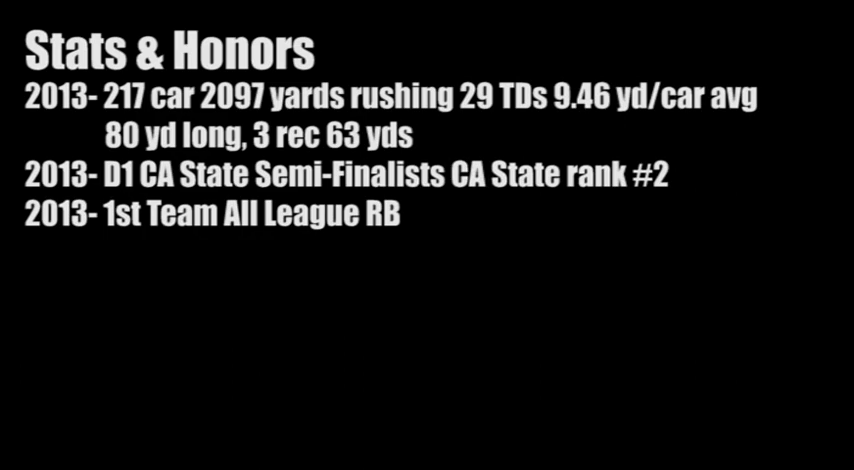 Stats & Honors
2013- 217 car 2097 yards rushing 29 TDs 9.46 yd/car avg
80 yd long, 3 rec 63 yds
2013- D1 CA State Semi-Finalists CA State rank #2
2013- 1st Team All League RB